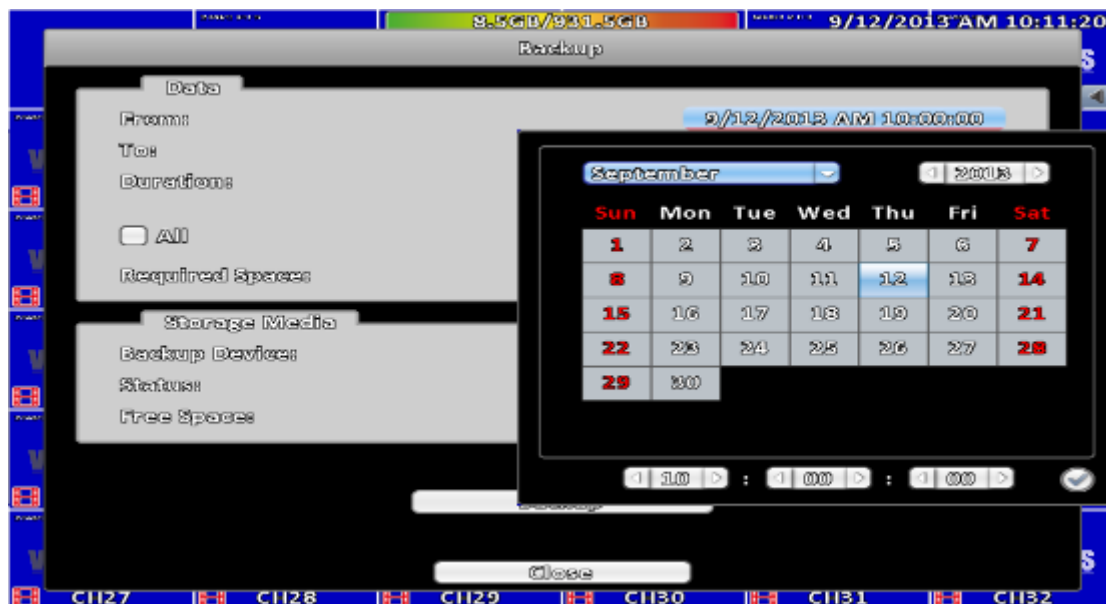 8.5GB/931.5GB 9/12/2013 AM 10:11:20
Backup
Data
From: 9/12/2013 AM 10:00:00
To:
Duration:
All
Required Space:
Storage Media
Backup Device:
Status:
Free Space:
September 2013
Sun Mon Tue Wed Thu Fri Sat
1 2 3 4 5 6 7
8 9 10 11 12 13 14
15 16 17 18 19 20 21
22 23 24 25 26 27 28
29 30
10 : 00 : 00
Backup
Close
CH27 CH28 CH29 CH30 CH31 CH32